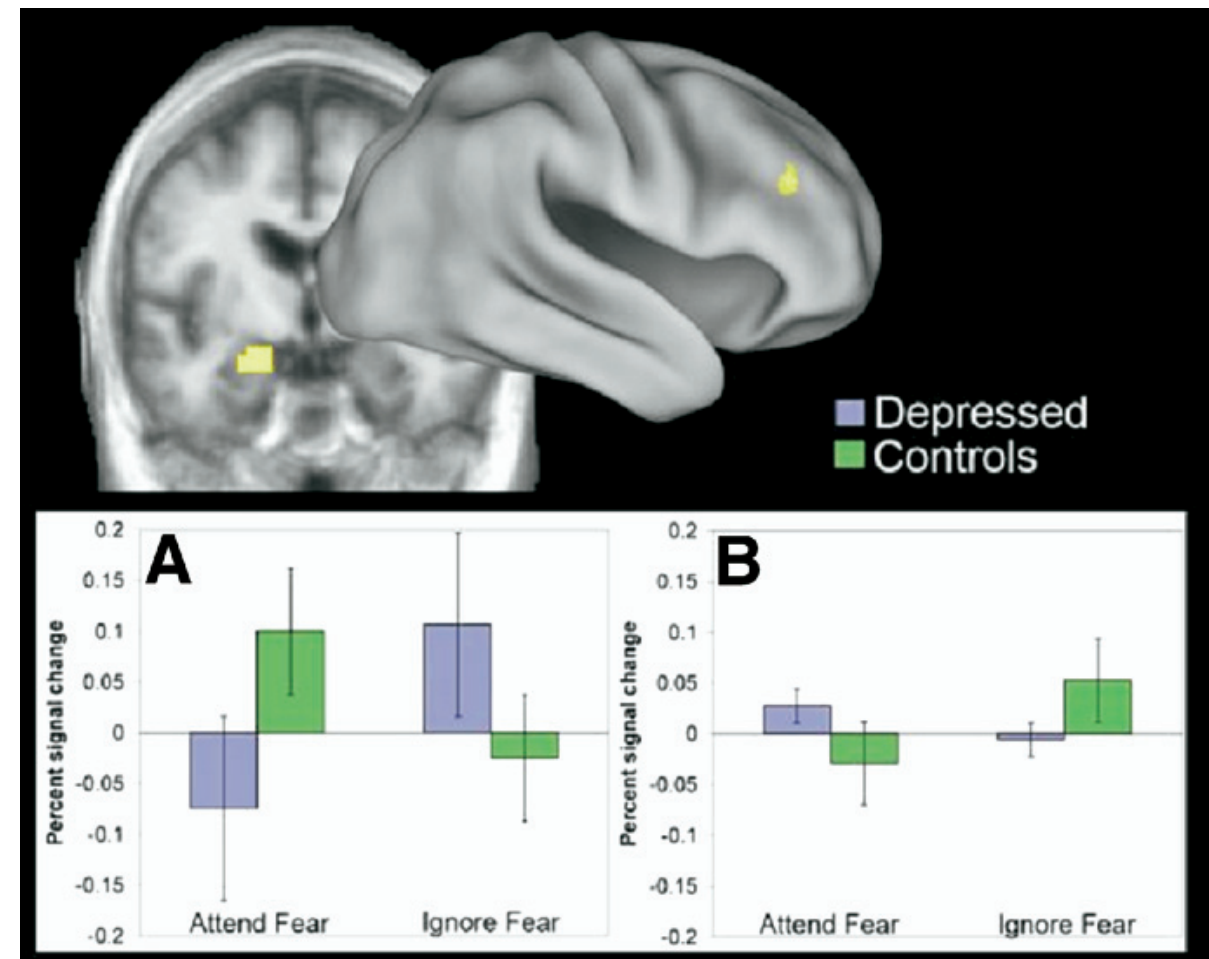 Depressed
Controls
A
B
Percent signal change
0.2
0.15
0.1
0.05
0
-0.05
-0.1
-0.15
-0.2
Attend Fear
Ignore Fear
Percent signal change
0.2
0.15
0.1
0.05
0
-0.05
-0.1
-0.15
-0.2
Attend Fear
Ignore Fear